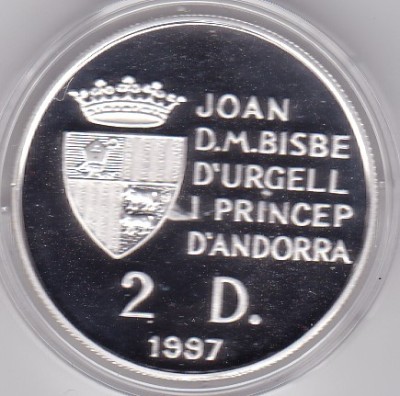 JOAN
D.M.BISBE
D'URGELL
I PRINCEP
D'ANDORRA
2 D.
1997